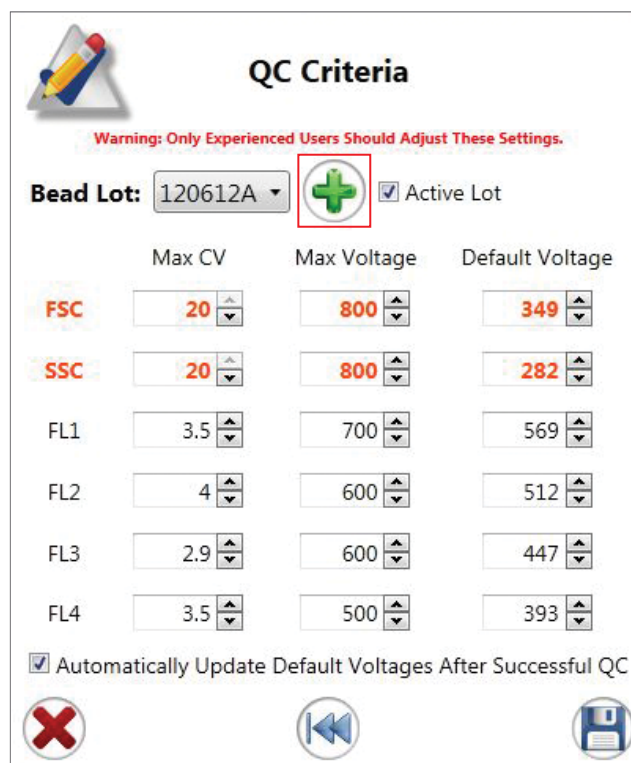 QC Criteria
Warning: Only Experienced Users Should Adjust These Settings.
Bead Lot: 120612A Active Lot
Max CV Max Voltage Default Voltage
FSC 20 800 349
SSC 20 800 282
FL1 3.5 700 569
FL2 4 600 512
FL3 2.9 600 447
FL4 3.5 500 393
Automatically Update Default Voltages After Successful QC